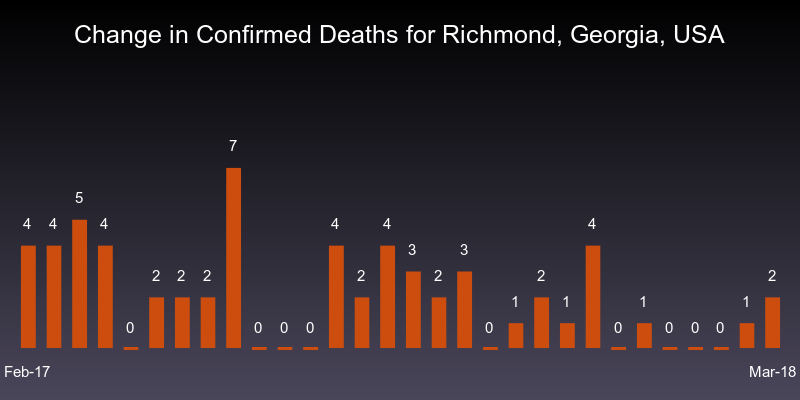 Change in Confirmed Deaths for Richmond, Georgia, USA
7
5
4 4 4 4 4 4
3 3
2 2 2 2 2 2 2
1 1 1 1
0 0 0 0 0 0 0 0 0
Feb-17 Mar-18